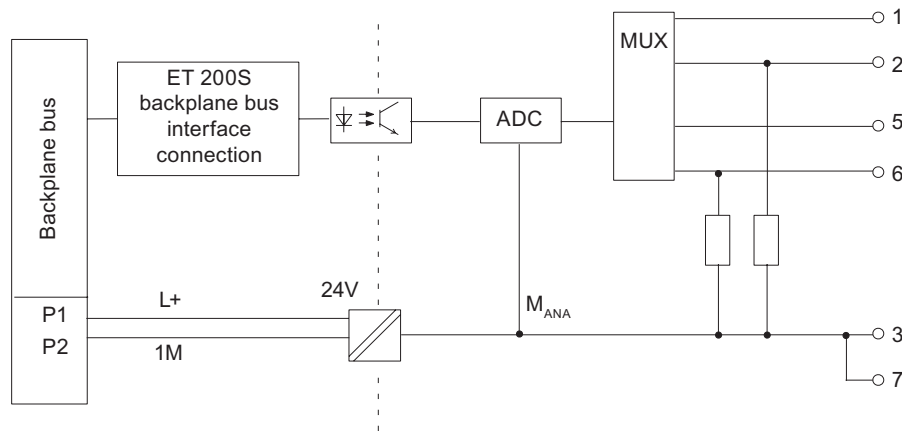 Backplane bus
ET 200S
backplane bus
interface
connection
ADC
MUX
1
2
5
6
24V
P1
L+
P2
1M
M_ANA
3
7